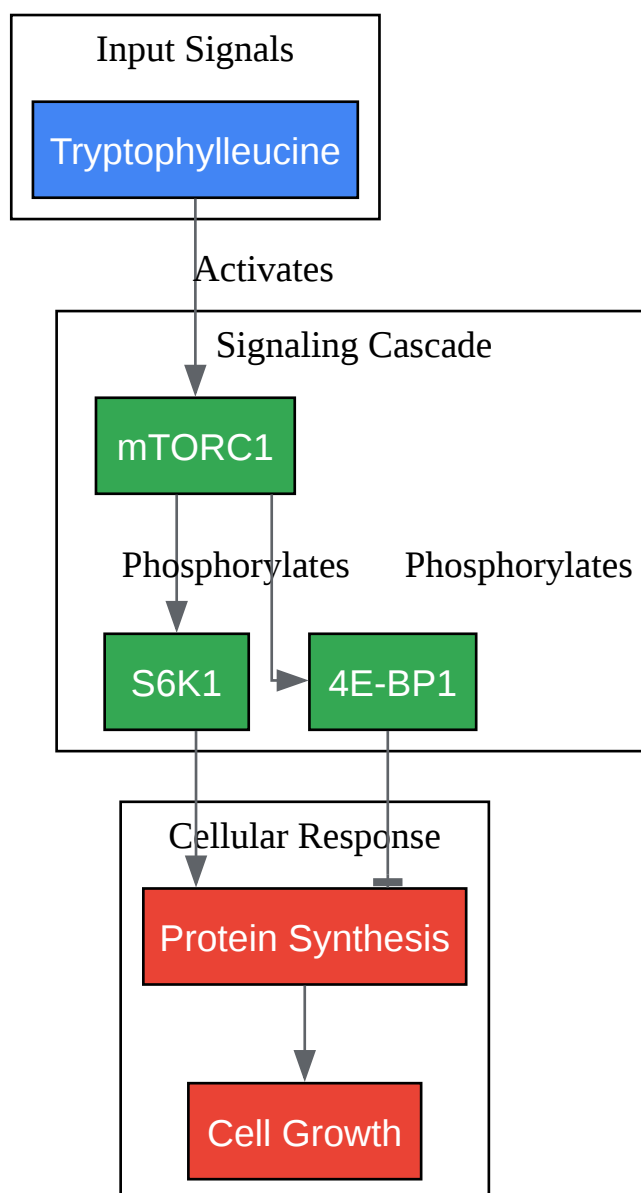 Input Signals
Tryptophylleucine
Activates
Signaling Cascade
mTORC1
Phosphorylates
Phosphorylates
S6K1
4E-BP1
Cellular Response
Protein Synthesis
Cell Growth